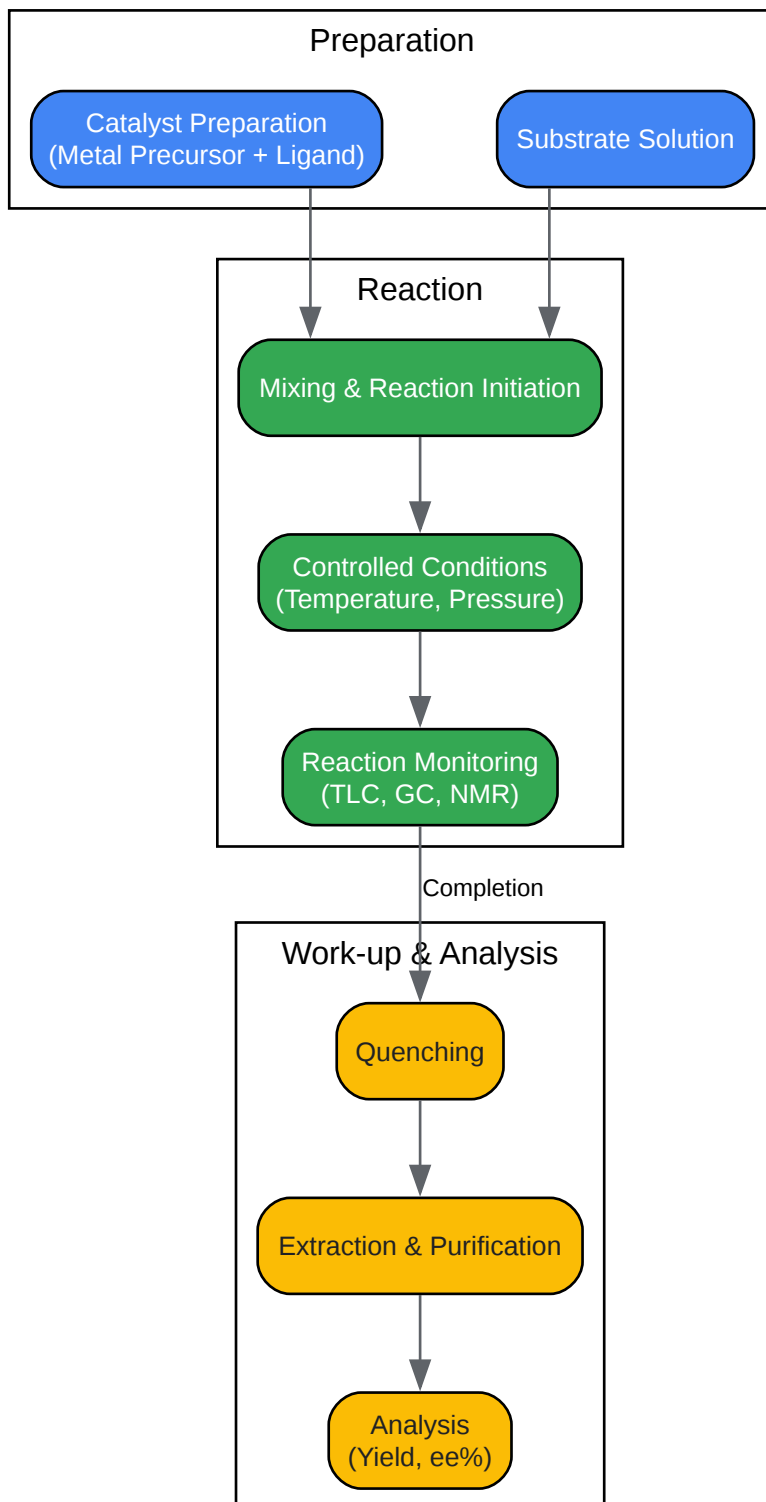 Preparation
Catalyst Preparation
(Metal Precursor + Ligand)
Substrate Solution
Reaction
Mixing & Reaction Initiation
Controlled Conditions
(Temperature, Pressure)
Reaction Monitoring
(TLC, GC, NMR)
Completion
Work-up & Analysis
Quenching
Extraction & Purification
Analysis
(Yield, ee%)